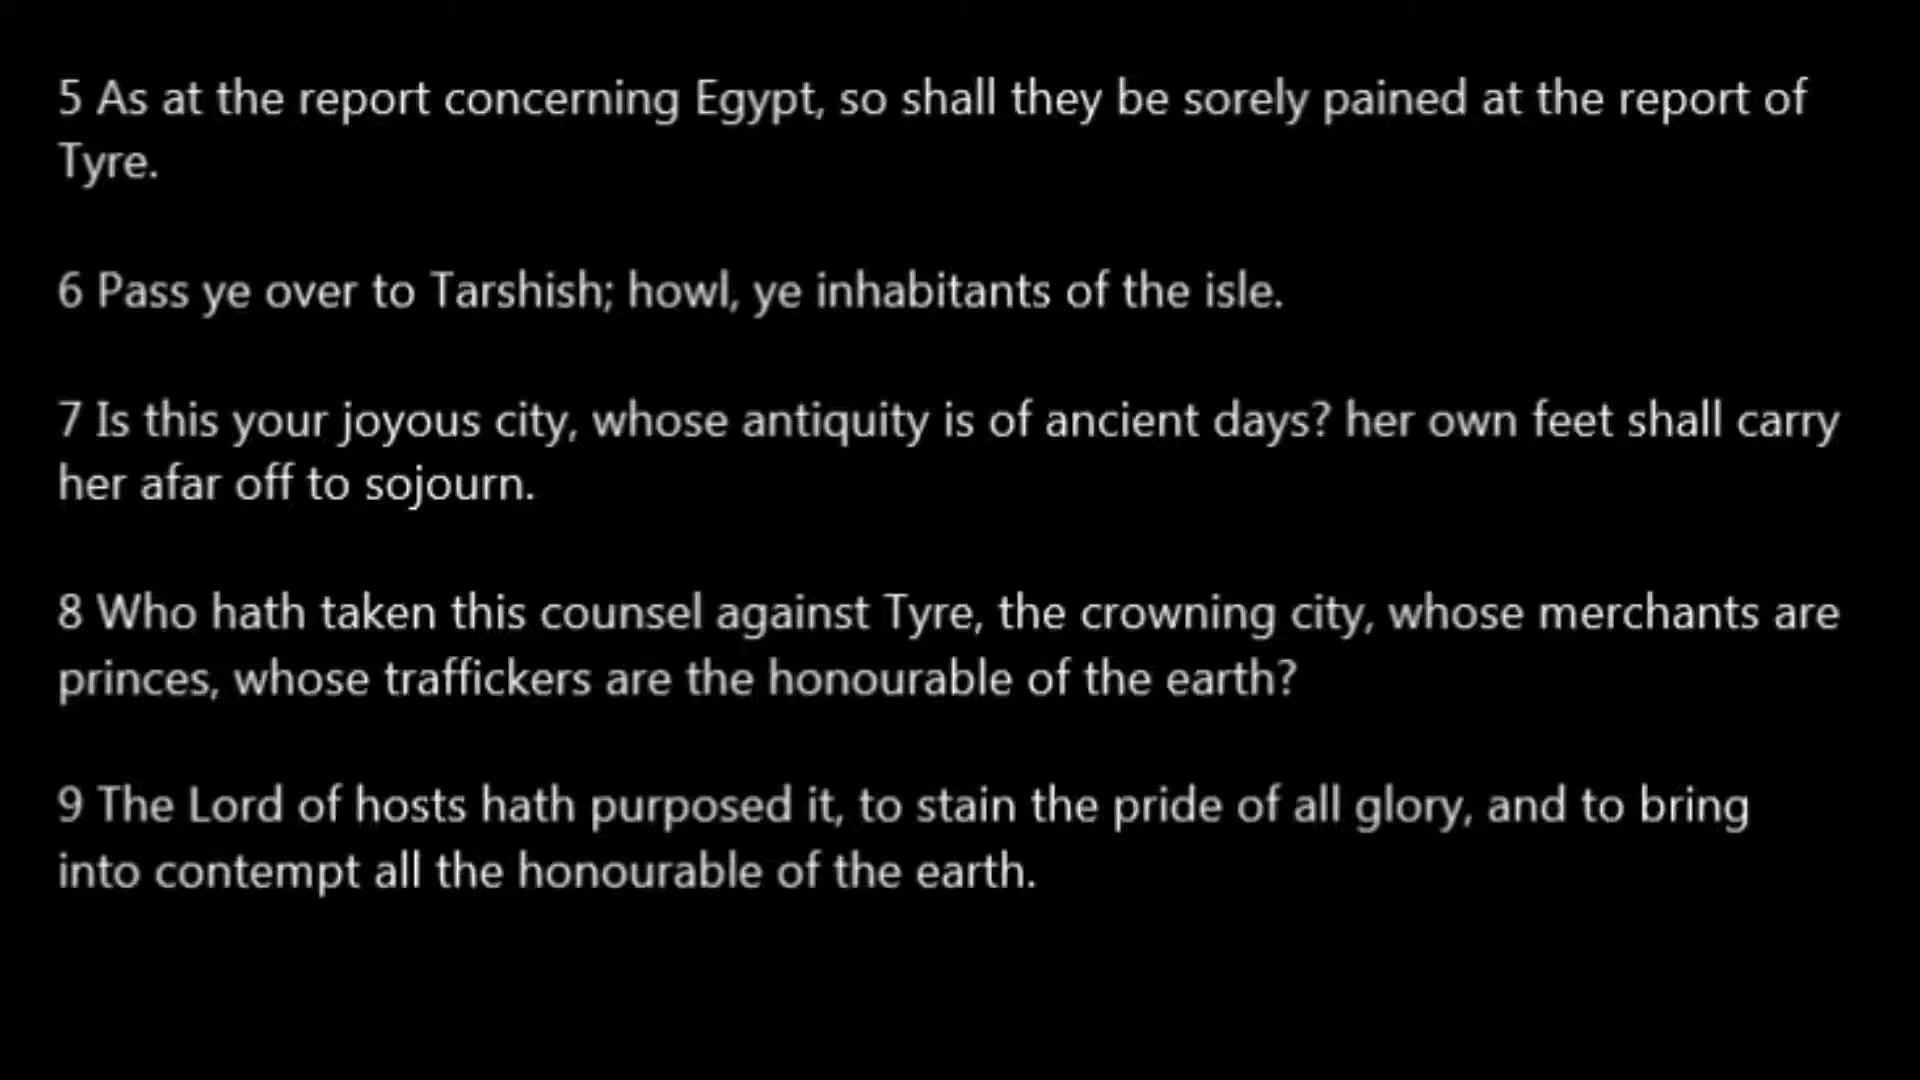 5 As at the report concerning Egypt, so shall they be sorely pained at the report of
Tyre.
6 Pass ye over to Tarshish; howl, ye inhabitants of the isle.
7 Is this your joyous city, whose antiquity is of ancient days? her own feet shall carry
her afar off to sojourn.
8 Who hath taken this counsel against Tyre, the crowning city, whose merchants are
princes, whose traffickers are the honourable of the earth?
9 The Lord of hosts hath purposed it, to stain the pride of all glory, and to bring
into contempt all the honourable of the earth.